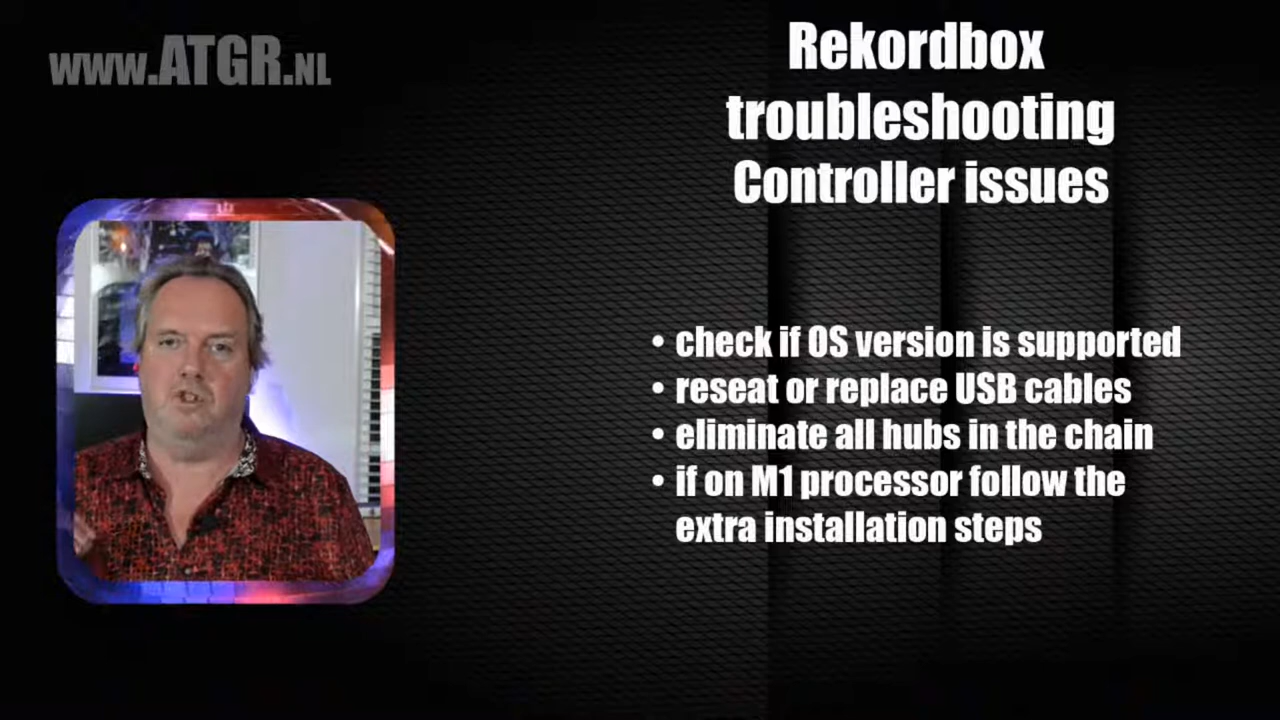 www.ATGR.NL
Rekordbox
troubleshooting
Controller issues
• check if OS version is supported
• reseat or replace USB cables
• eliminate all hubs in the chain
• if on M1 processor follow the
extra installation steps